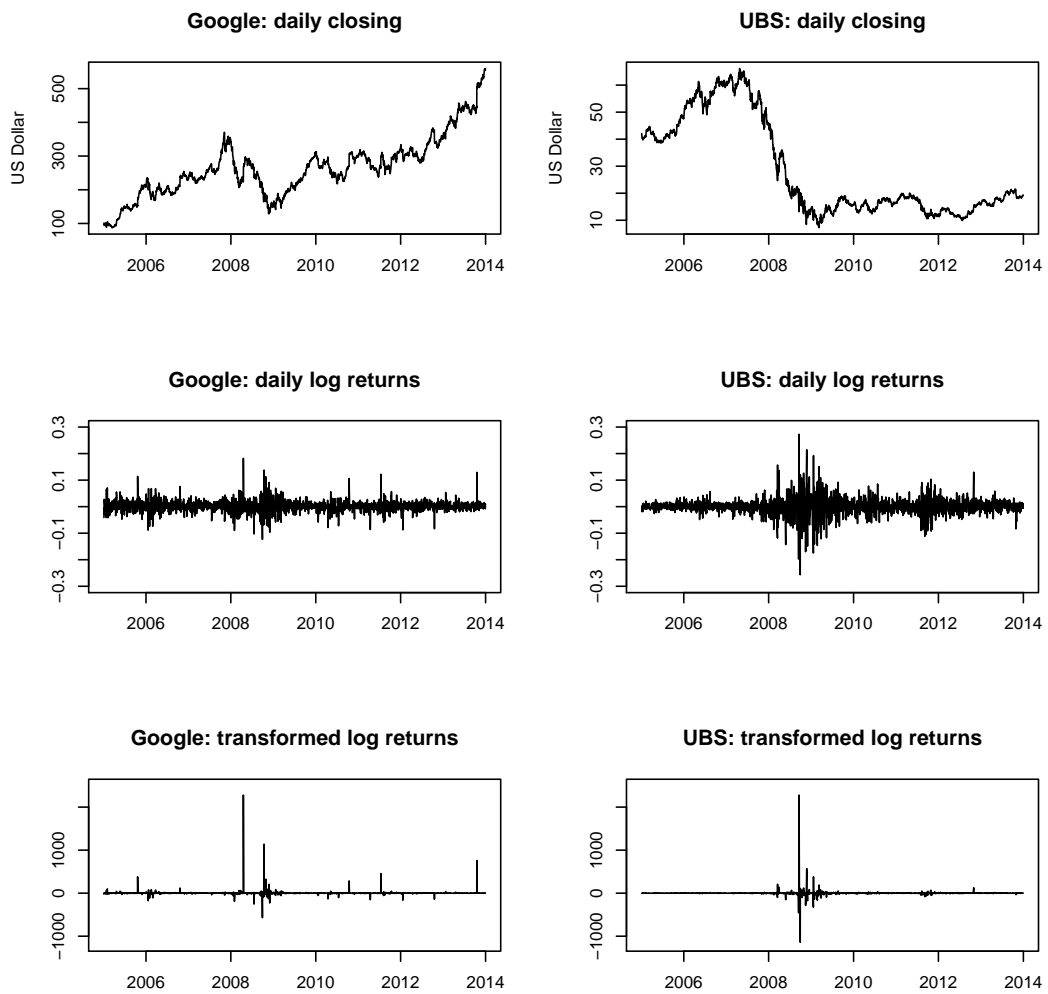 Google: daily closing
US Dollar
100
300
500
2006 2008 2010 2012 2014
UBS: daily closing
US Dollar
10
30
50
2006 2008 2010 2012 2014
Google: daily log returns
−0.3
−0.1
0.1
0.3
2006 2008 2010 2012 2014
UBS: daily log returns
−0.3
−0.1
0.1
0.3
2006 2008 2010 2012 2014
Google: transformed log returns
−1000
0
1000
2006 2008 2010 2012 2014
UBS: transformed log returns
−1000
0
1000
2006 2008 2010 2012 2014